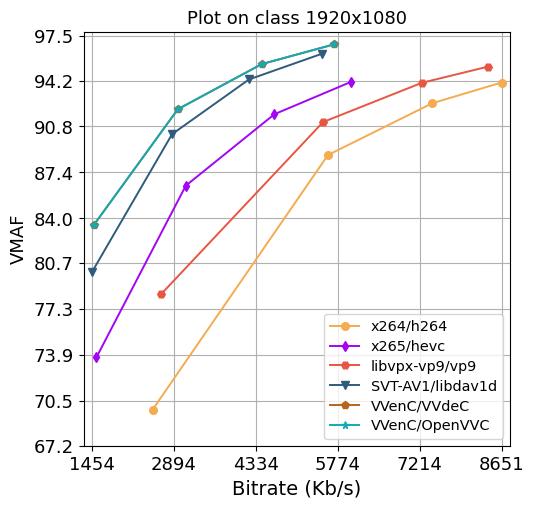 Plot on class 1920x1080
97.5
94.2
90.8
87.4
84.0
80.7
77.3
73.9
70.5
67.2
VMAF
x264/h264
x265/hevc
libvpx-vp9/vp9
SVT-AV1/libdav1d
VVenC/VVdeC
VVenC/OpenVVC
1454 2894 4334 5774 7214 8651
Bitrate (Kb/s)